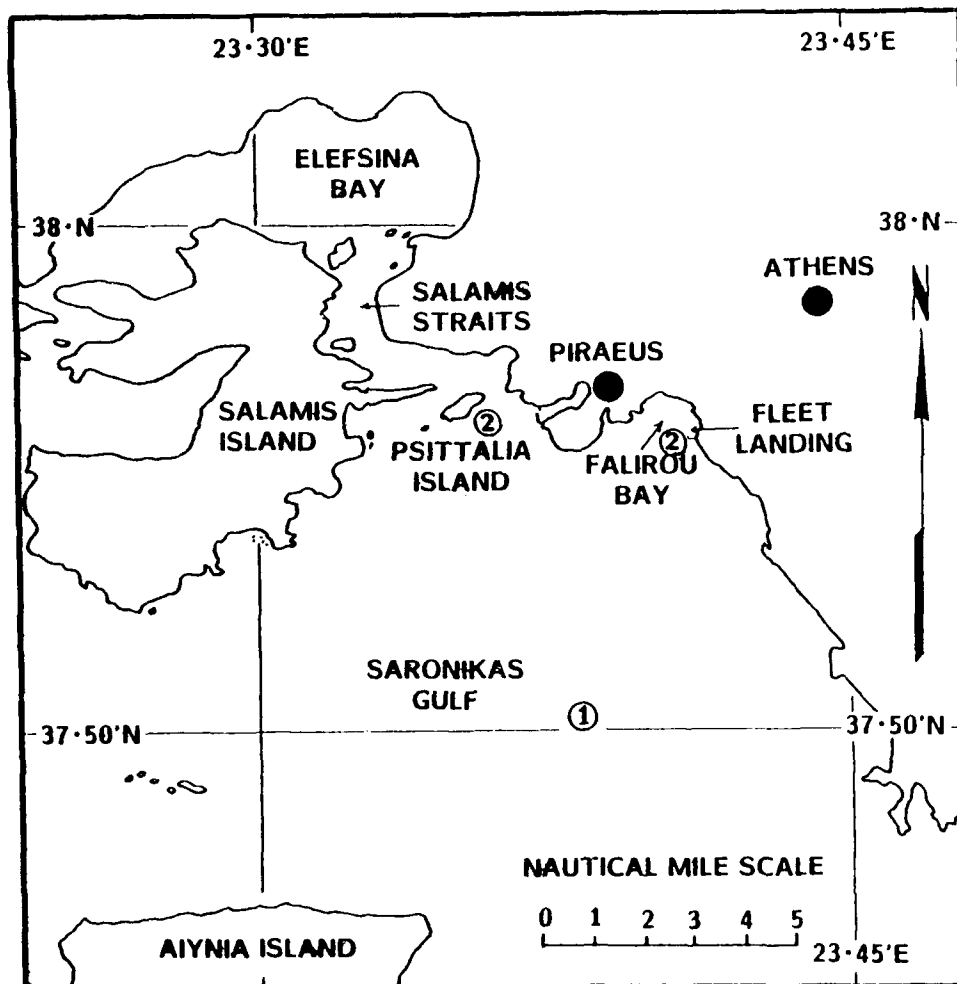 23·30'E
23·45'E
ELEFSINA
BAY
38·N
38·N
ATHENS
N
SALAMIS
STRAITS
PIRAEUS
SALAMIS
ISLAND
②
PSITTALIA
ISLAND
FLEET
LANDING
②
FALIROU
BAY
SARONIKAS
GULF
①
37·50'N
37·50'N
NAUTICAL MILE SCALE
0 1 2 3 4 5
AIYNIA ISLAND
23·45'E